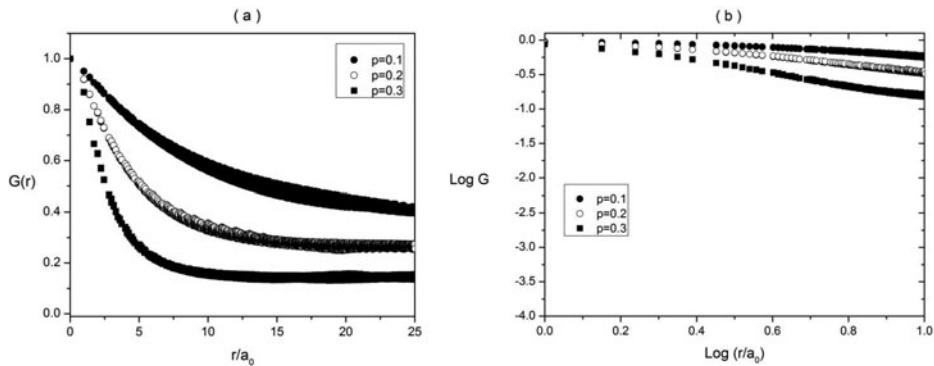 ( a )
1.0
0.8
0.6
0.4
0.2
0.0
G(r)
p=0.1
p=0.2
p=0.3
0
5
10
15
20
25
r/a₀
( b )
0.0
-0.5
-1.0
-1.5
-2.0
-2.5
-3.0
-3.5
-4.0
Log G
p=0.1
p=0.2
p=0.3
0.0
0.2
0.4
0.6
0.8
1.0
Log (r/a₀)